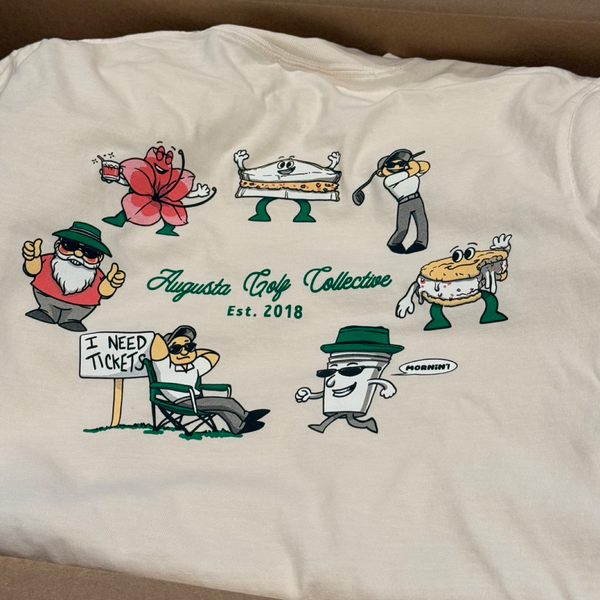 Augusta Golf Collective
Est. 2018
I NEED
TICKETS
MORNIN'!